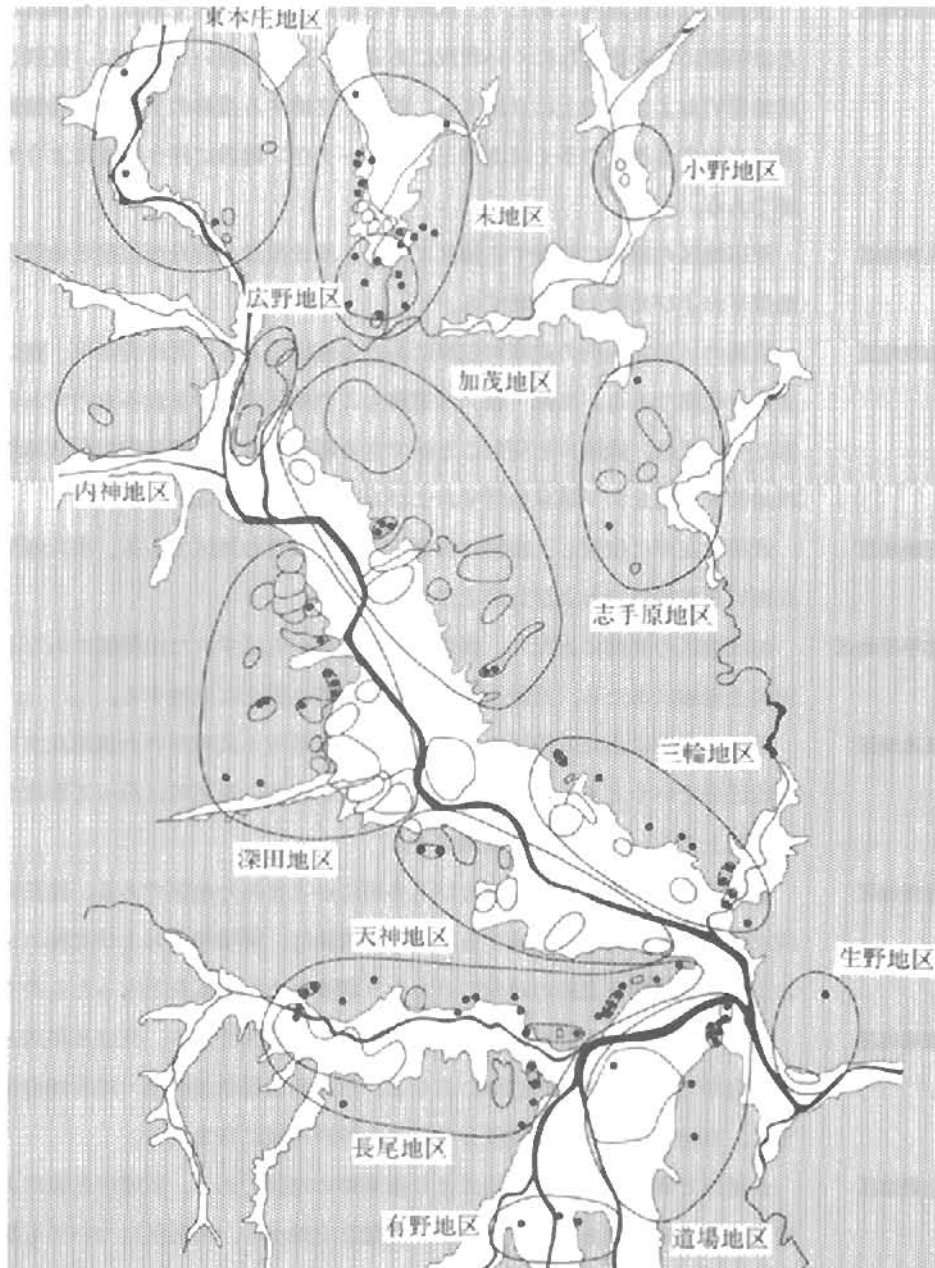 東本庄地区
小野地区
末地区
広野地区
加茂地区
内神地区
志手原地区
三輪地区
深田地区
天神地区
生野地区
長尾地区
有野地区
道場地区